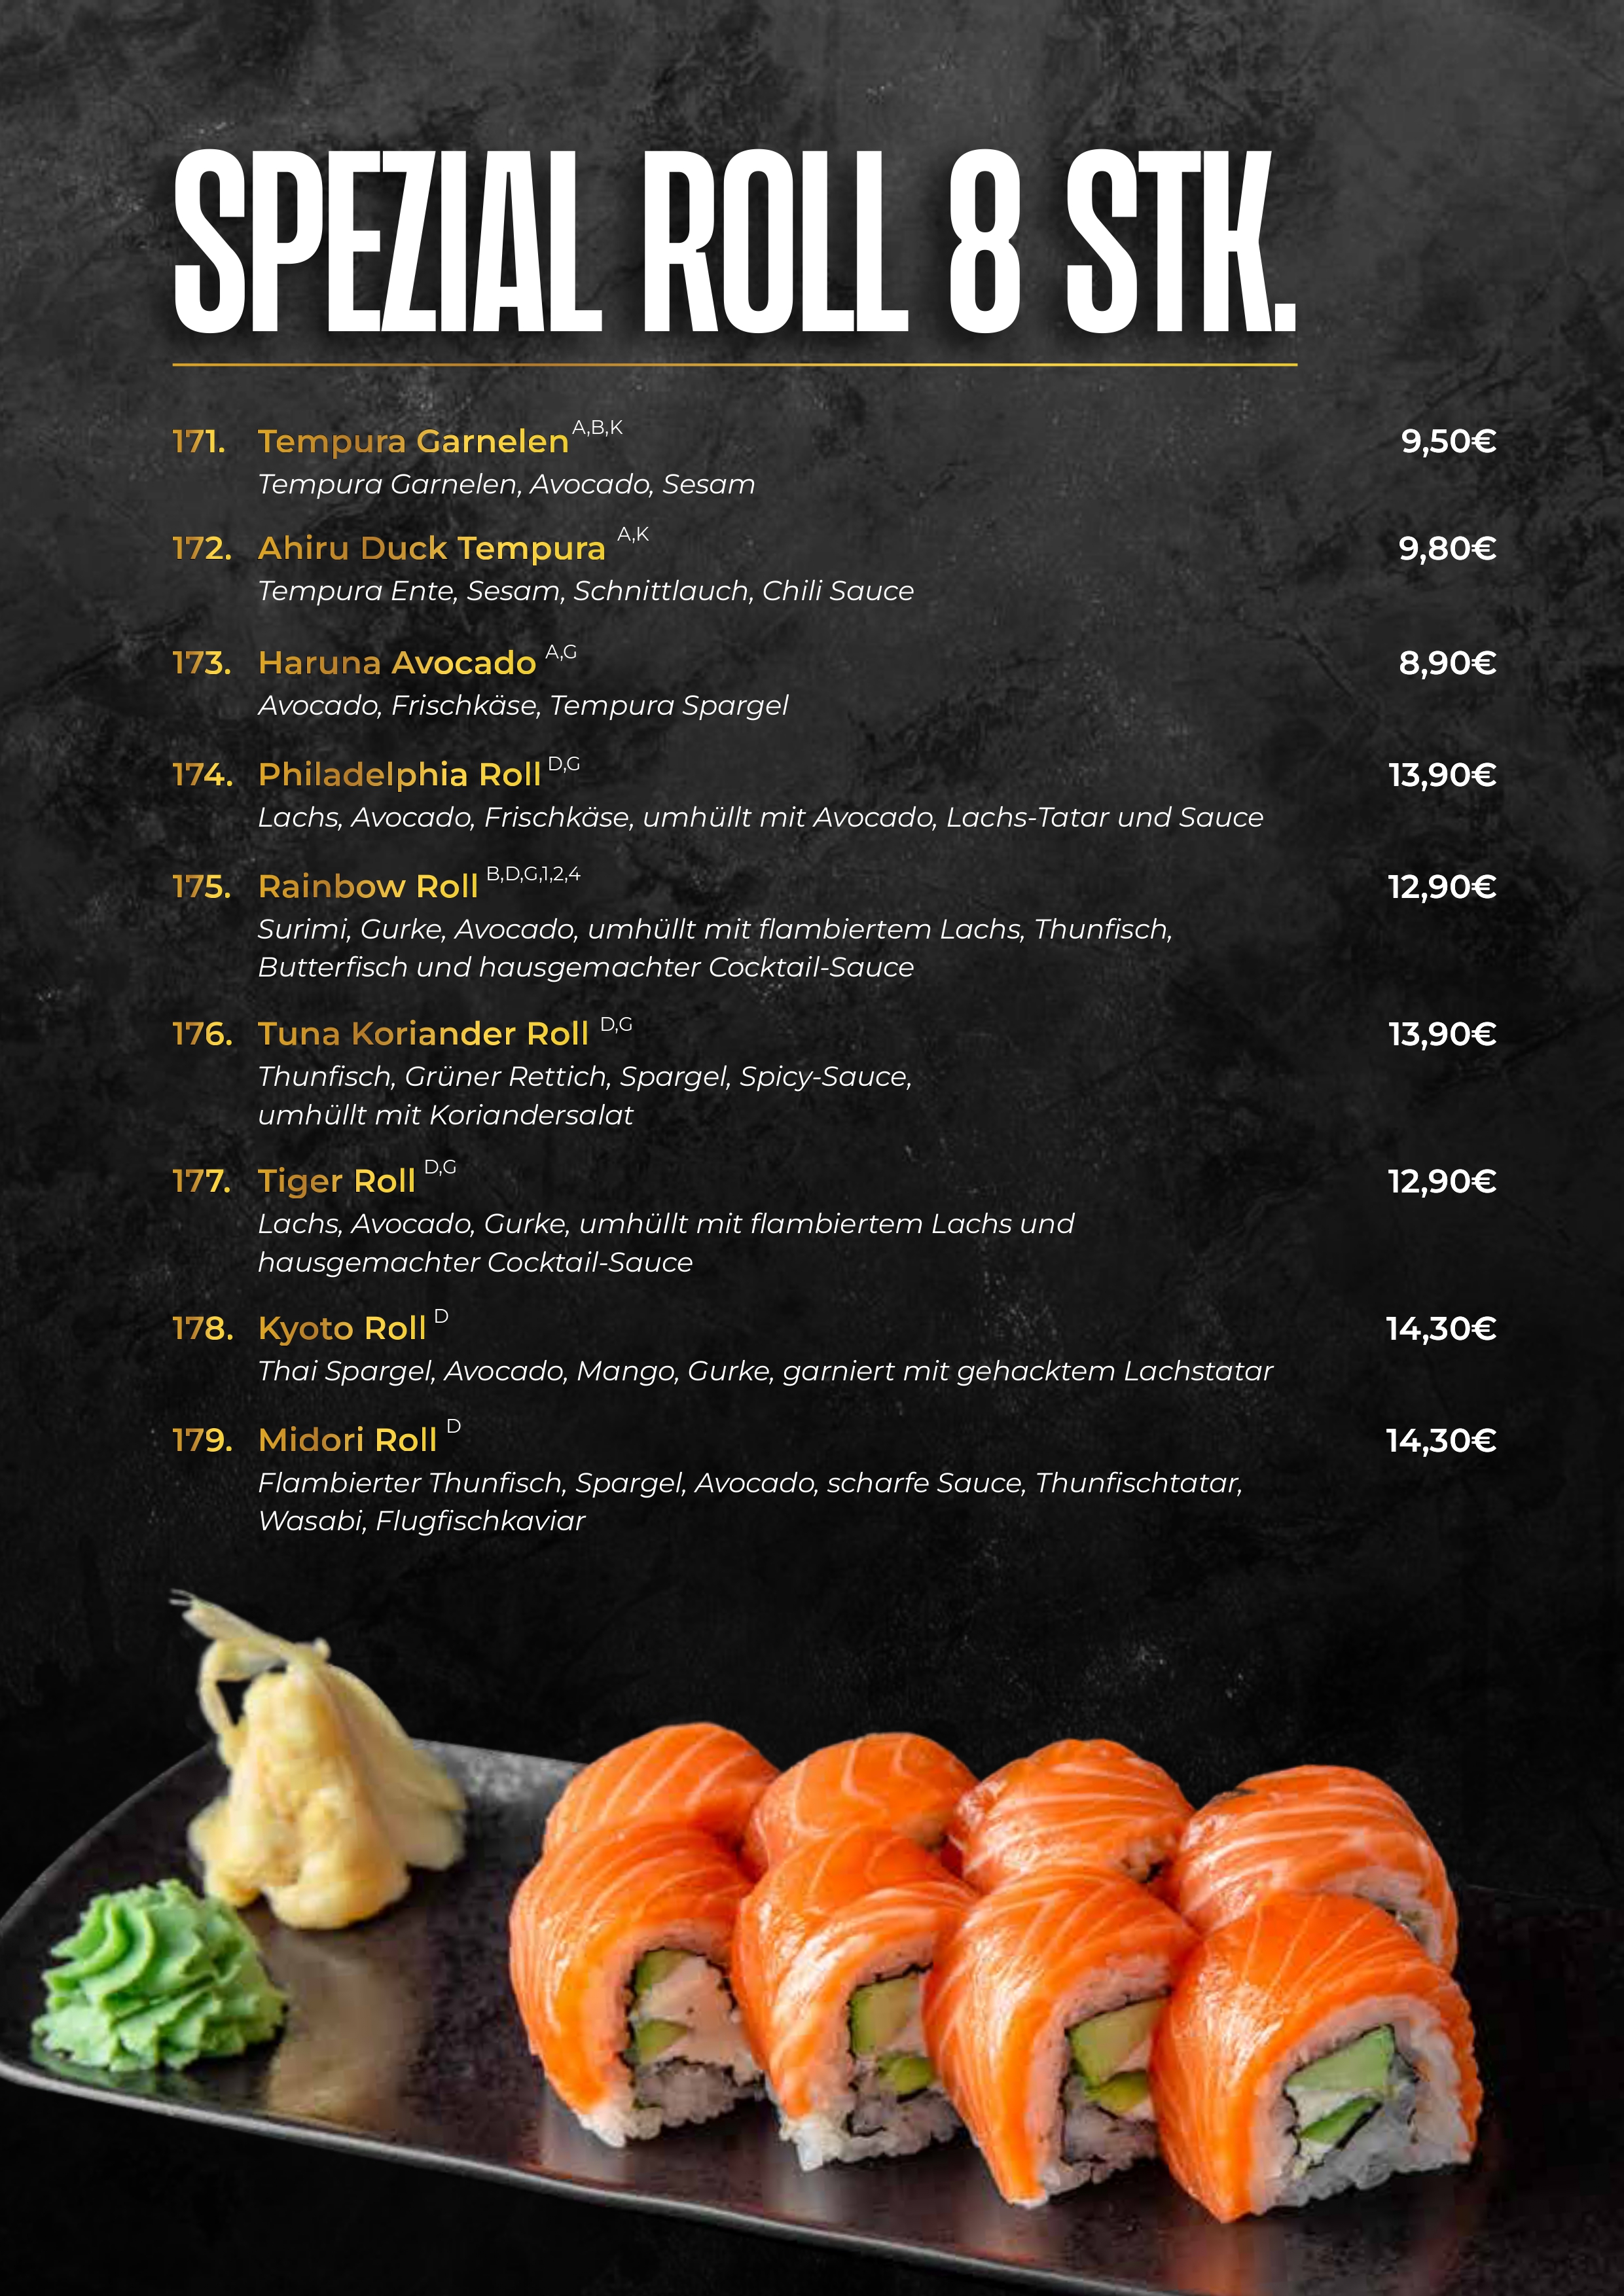 SPEZIAL ROLL 8 STK.
171. Tempura Garnelen A,B,K 9,50€
Tempura Garnelen, Avocado, Sesam
172. Ahiru Duck Tempura A,K 9,80€
Tempura Ente, Sesam, Schnittlauch, Chili Sauce
173. Haruna Avocado A,G 8,90€
Avocado, Frischkäse, Tempura Spargel
174. Philadelphia Roll D,G 13,90€
Lachs, Avocado, Frischkäse, umhüllt mit Avocado, Lachs-Tatar und Sauce
175. Rainbow Roll B,D,G,1,2,4 12,90€
Surimi, Gurke, Avocado, umhüllt mit flambiertem Lachs, Thunfisch,
Butterfisch und hausgemachter Cocktail-Sauce
176. Tuna Koriander Roll D,G 13,90€
Thunfisch, Grüner Rettich, Spargel, Spicy-Sauce,
umhüllt mit Koriandersalat
177. Tiger Roll D,G 12,90€
Lachs, Avocado, Gurke, umhüllt mit flambiertem Lachs und
hausgemachter Cocktail-Sauce
178. Kyoto Roll D 14,30€
Thai Spargel, Avocado, Mango, Gurke, garniert mit gehacktem Lachstatar
179. Midori Roll D 14,30€
Flambierter Thunfisch, Spargel, Avocado, scharfe Sauce, Thunfischtatar,
Wasabi, Flugfischkaviar